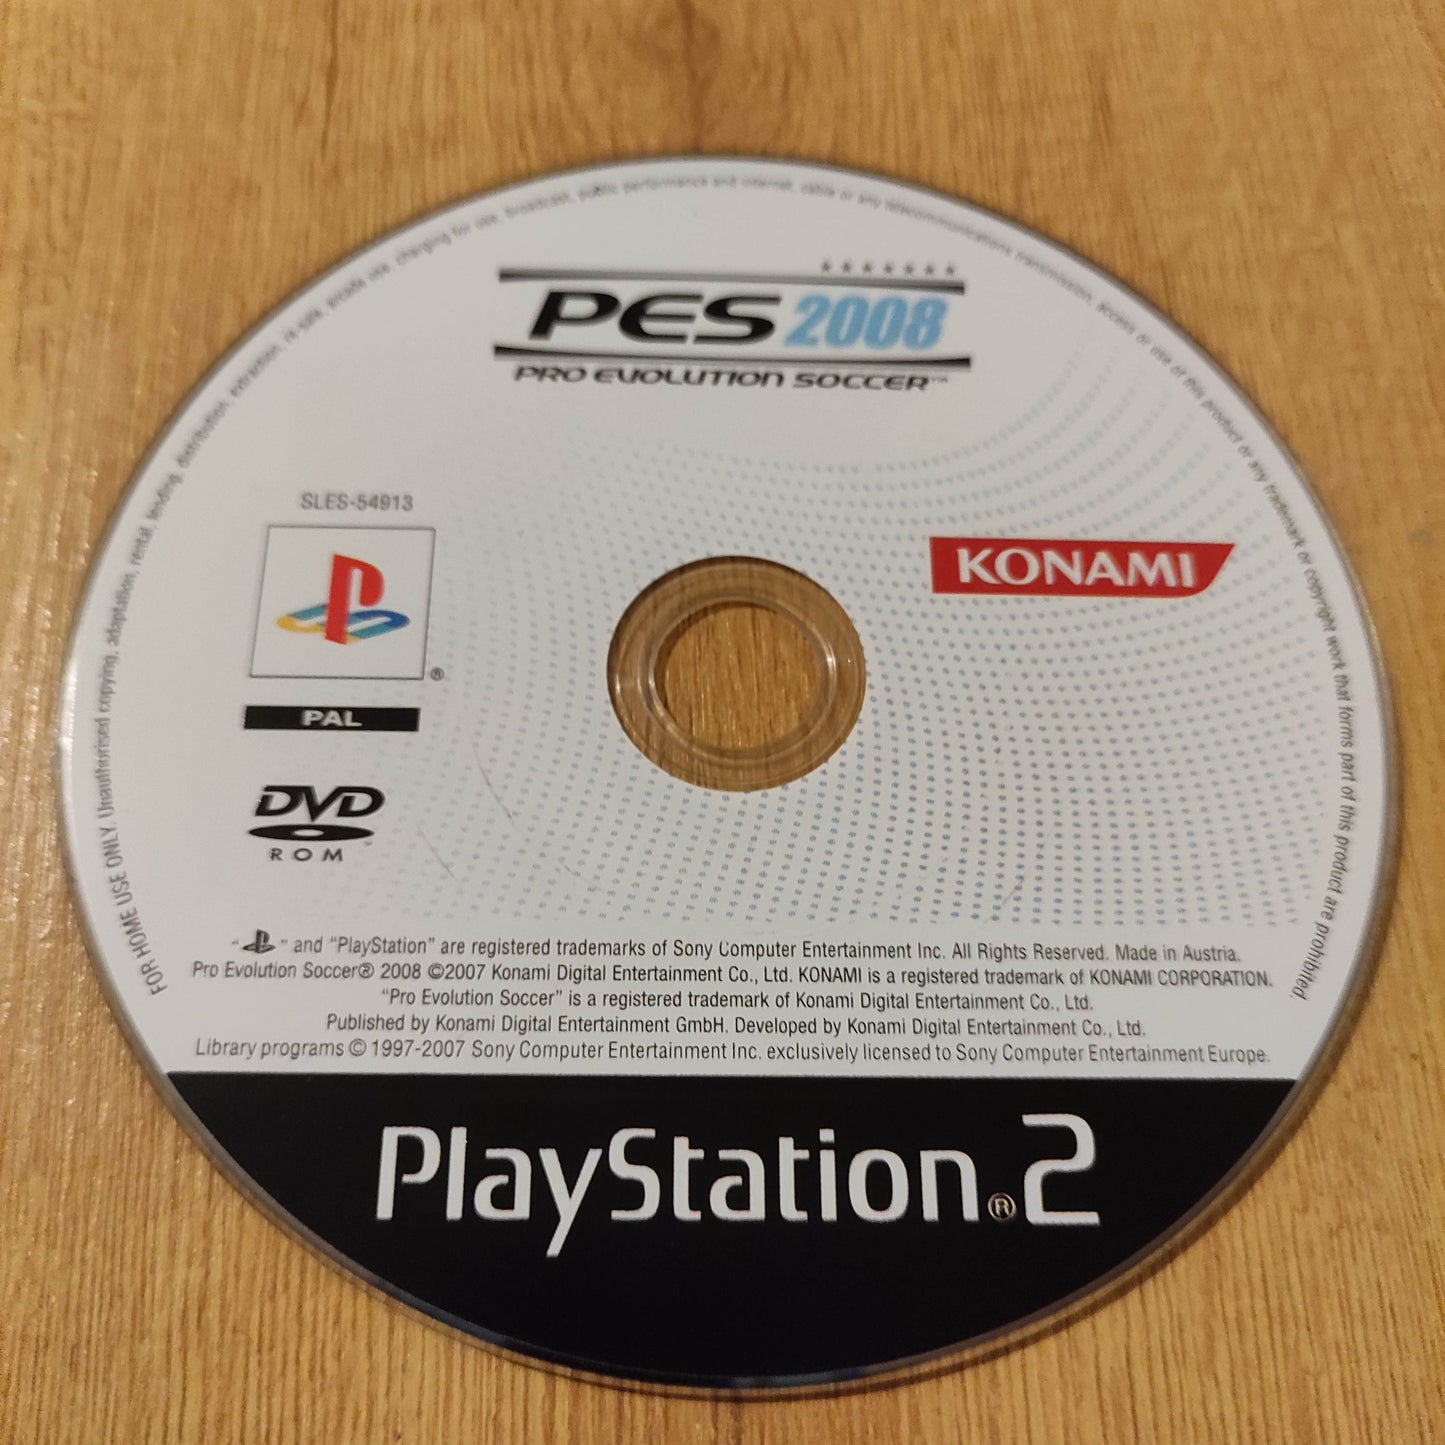 FOR HOME USE ONLY. Unauthorised copying, adaptation, rental, lending, distribution, extraction, re-sale, arcade use, charging for use, broadcast, public performance and internet, cable or any telecommunications transmission, access or use of this product or any trademark or copyright work that forms part of this product are prohibited.
PES 2008
PRO EVOLUTION SOCCER™
SLES-54913
KONAMI
®
PAL
DVD
ROM
" " and "PlayStation" are registered trademarks of Sony Computer Entertainment Inc. All Rights Reserved. Made in Austria.
Pro Evolution Soccer® 2008 ©2007 Konami Digital Entertainment Co., Ltd. KONAMI is a registered trademark of KONAMI CORPORATION.
"Pro Evolution Soccer" is a registered trademark of Konami Digital Entertainment Co., Ltd.
Published by Konami Digital Entertainment GmbH. Developed by Konami Digital Entertainment Co., Ltd.
Library programs © 1997-2007 Sony Computer Entertainment Inc. exclusively licensed to Sony Computer Entertainment Europe.
PlayStation®2